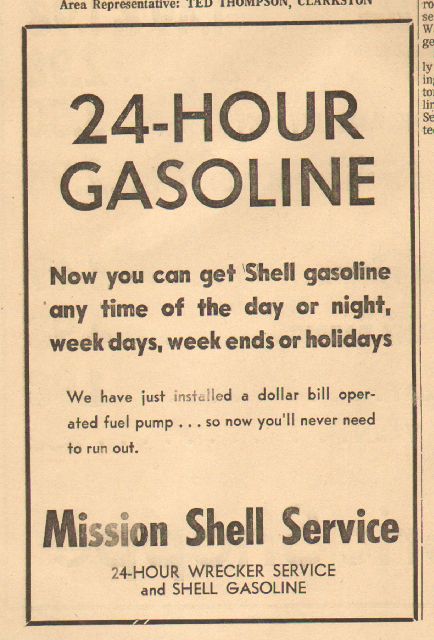 Area Representative: TED THOMPSON, CLARKSTON
24-HOUR
GASOLINE
Now you can get Shell gasoline
any time of the day or night,
week days, week ends or holidays
We have just installed a dollar bill oper-
ated fuel pump . . . so now you'll never need
to run out.
Mission Shell Service
24-HOUR WRECKER SERVICE
and SHELL GASOLINE